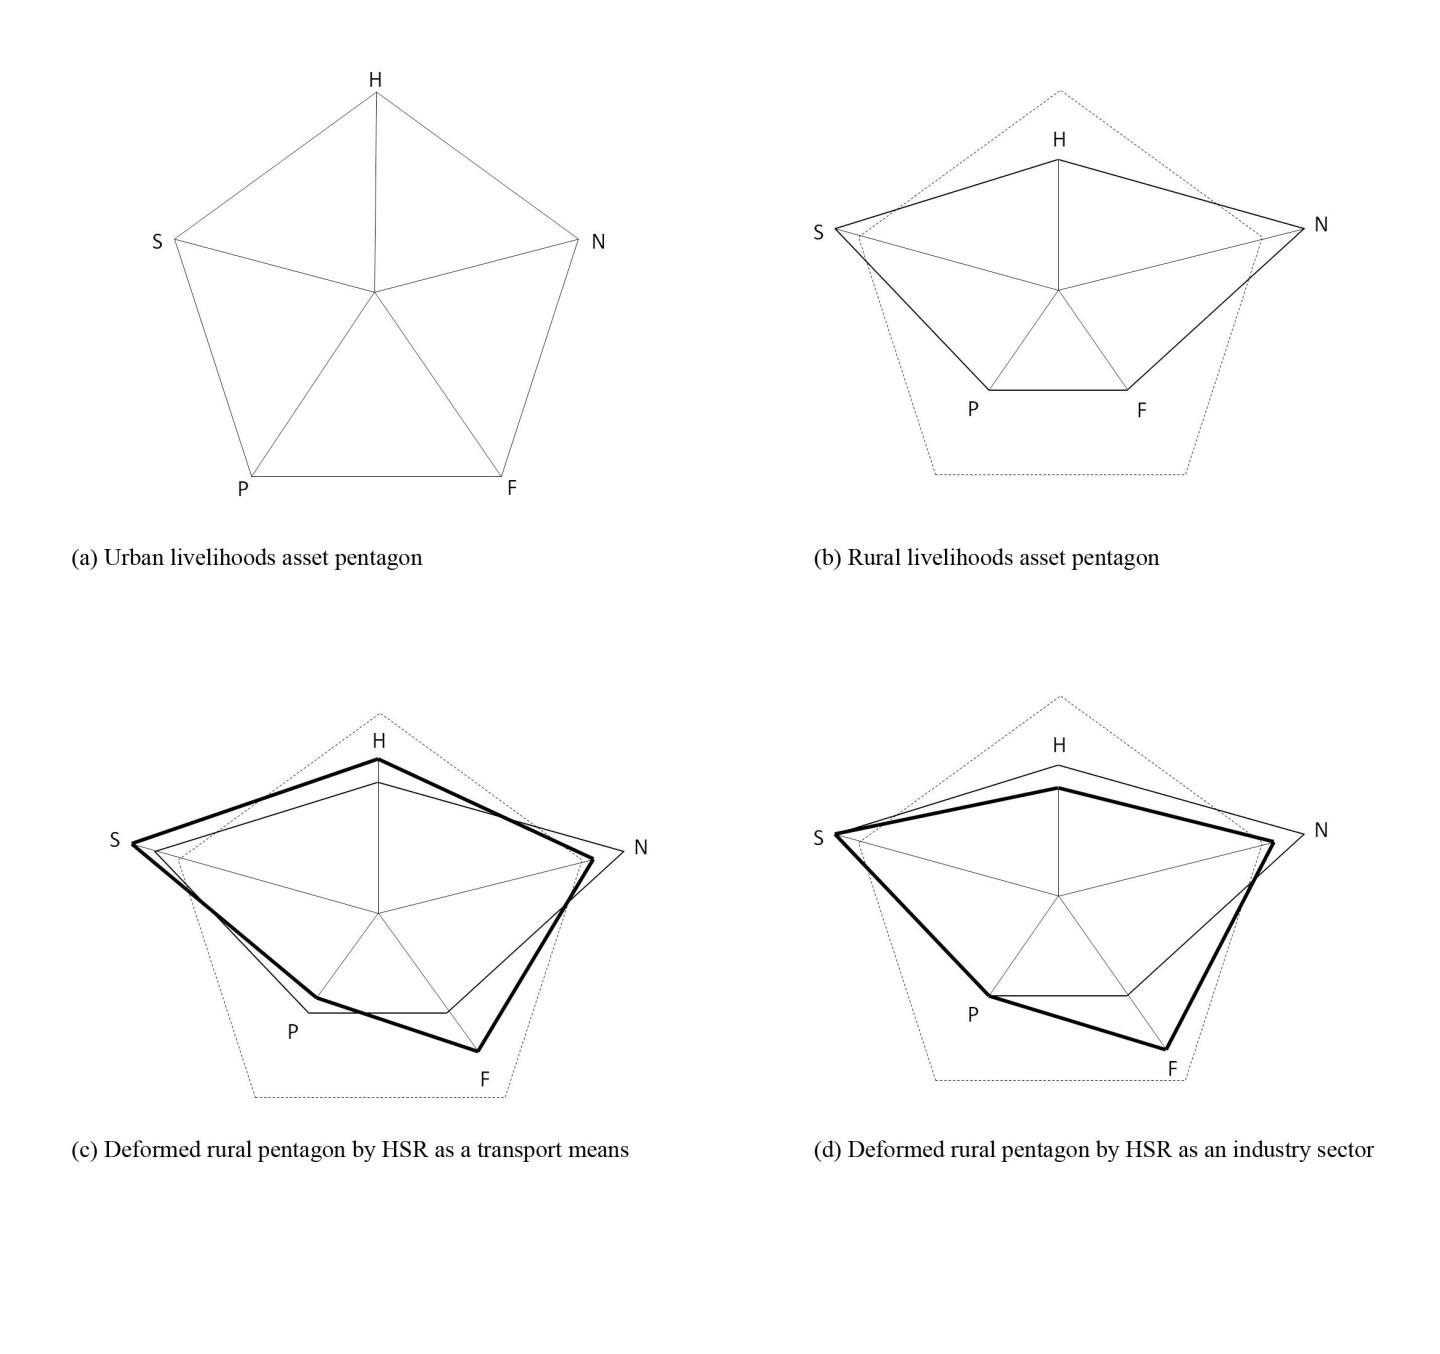 H
S
N
P
F
(a) Urban livelihoods asset pentagon
H
S
N
P
F
(b) Rural livelihoods asset pentagon
H
S
N
P
F
(c) Deformed rural pentagon by HSR as a transport means
H
S
N
P
F
(d) Deformed rural pentagon by HSR as an industry sector